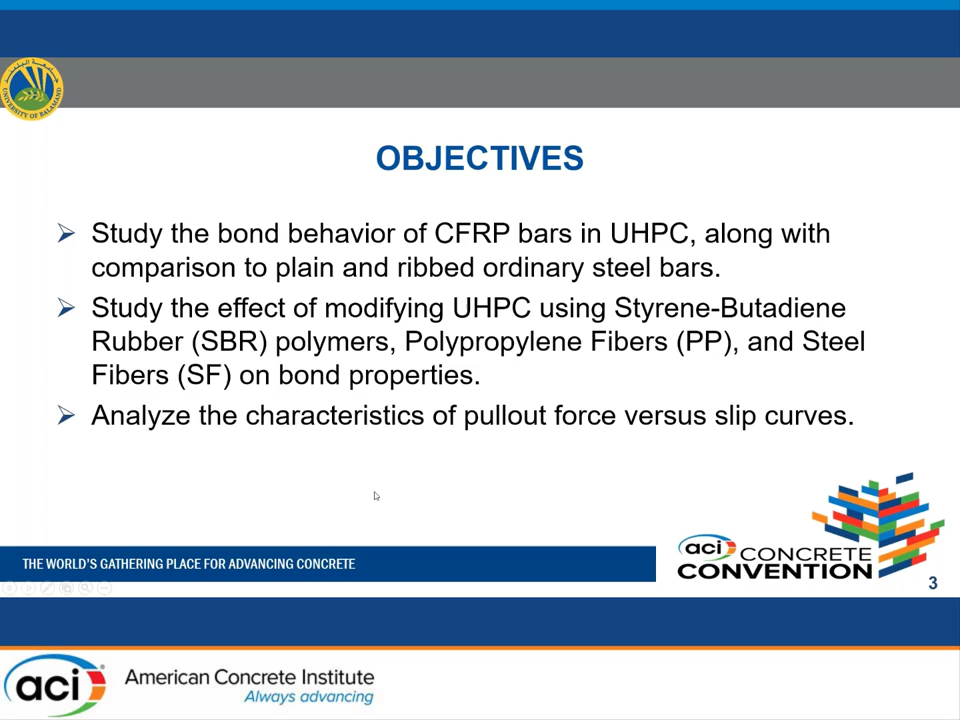 UNIVERSITY OF BALAMAND
OBJECTIVES
Study the bond behavior of CFRP bars in UHPC, along with
comparison to plain and ribbed ordinary steel bars.
Study the effect of modifying UHPC using Styrene-Butadiene
Rubber (SBR) polymers, Polypropylene Fibers (PP), and Steel
Fibers (SF) on bond properties.
Analyze the characteristics of pullout force versus slip curves.
THE WORLD'S GATHERING PLACE FOR ADVANCING CONCRETE
aci CONCRETE
CONVENTION
3
aci
American Concrete Institute
Always advancing